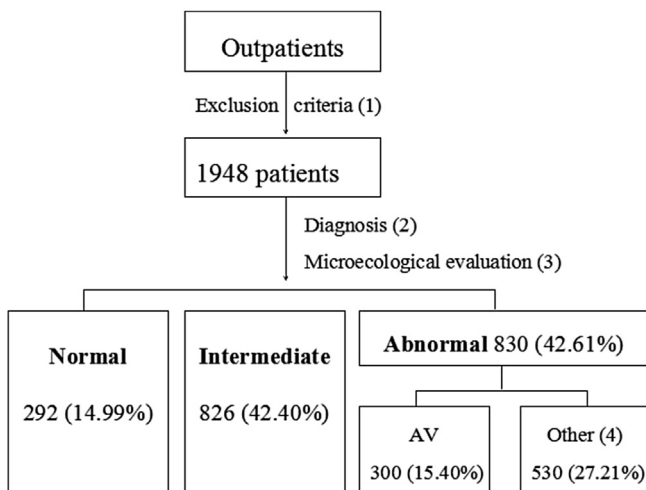 Outpatients
Exclusion criteria (1)
1948 patients
Diagnosis (2)
Microecological evaluation (3)
Normal
292 (14.99%)
Intermediate
826 (42.40%)
Abnormal 830 (42.61%)
AV
300 (15.40%)
Other (4)
530 (27.21%)